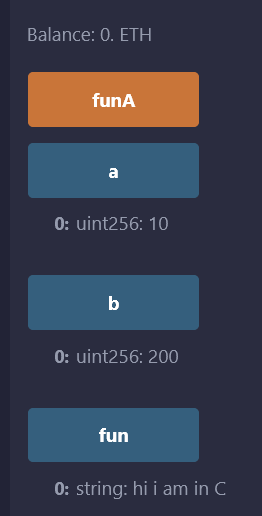 Balance: 0. ETH
funA
a
0: uint256: 10
b
0: uint256: 200
fun
0: string: hi i am in C